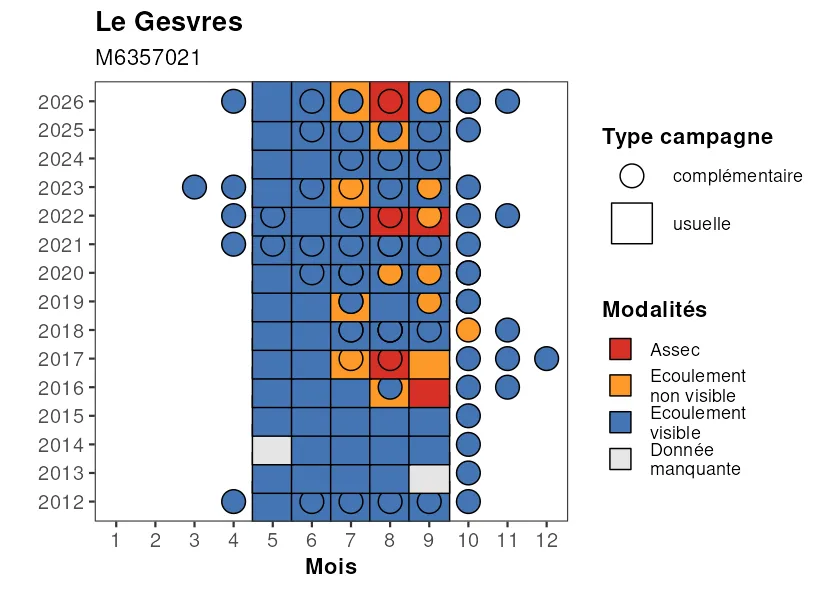 Le Gesvres
M6357021
2026
2025
2024
2023
2022
2021
2020
2019
2018
2017
2016
2015
2014
2013
2012
1 2 3 4 5 6 7 8 9 10 11 12
Mois
Type campagne
complémentaire
usuelle
Modalités
Assec
Ecoulement
non visible
Ecoulement
visible
Donnée
manquante